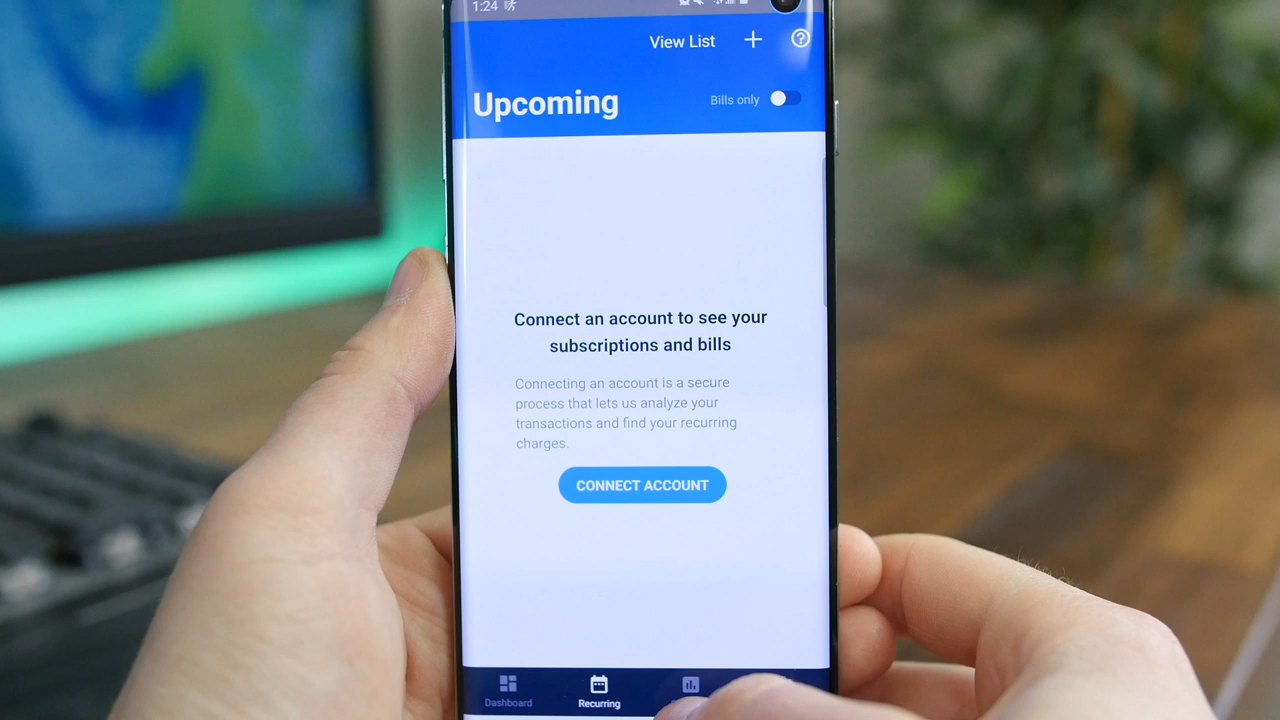 1:24
View List
Upcoming
Bills only
Connect an account to see your
subscriptions and bills
Connecting an account is a secure
process that lets us analyze your
transactions and find your recurring
charges.
CONNECT ACCOUNT
Dashboard
Recurring